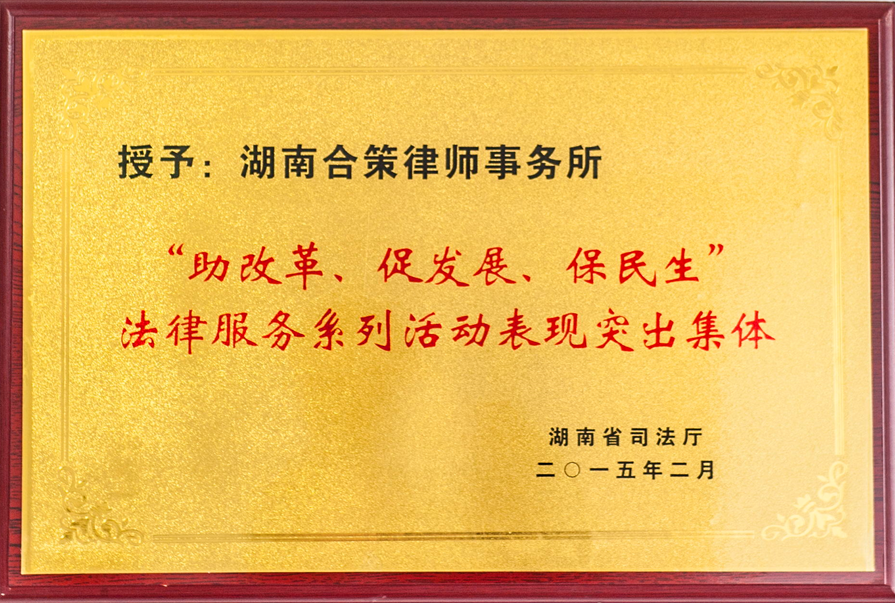 授予：湖南合策律师事务所
“助改革、促发展、保民生”
法律服务系列活动表现突出集体
湖南省司法厅
二〇一五年二月